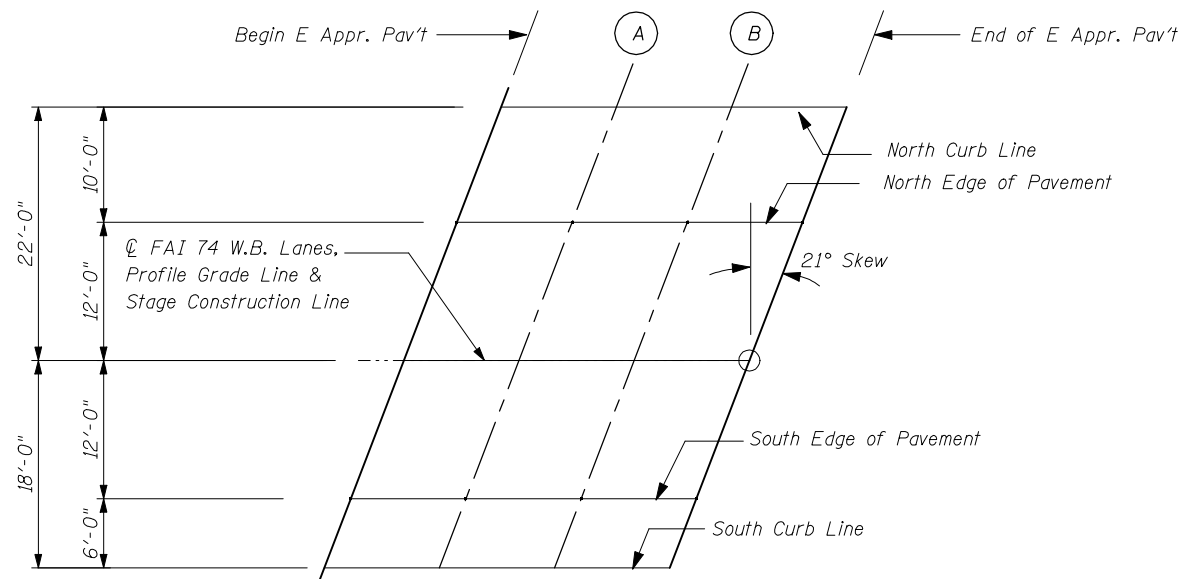 Begin E Appr. Pav't
A
B
End of E Appr. Pav't
North Curb Line
North Edge of Pavement
22'-0"
10'-0"
12'-0"
℄ FAI 74 W.B. Lanes,
Profile Grade Line &
Stage Construction Line
21° Skew
18'-0"
12'-0"
6'-0"
South Edge of Pavement
South Curb Line